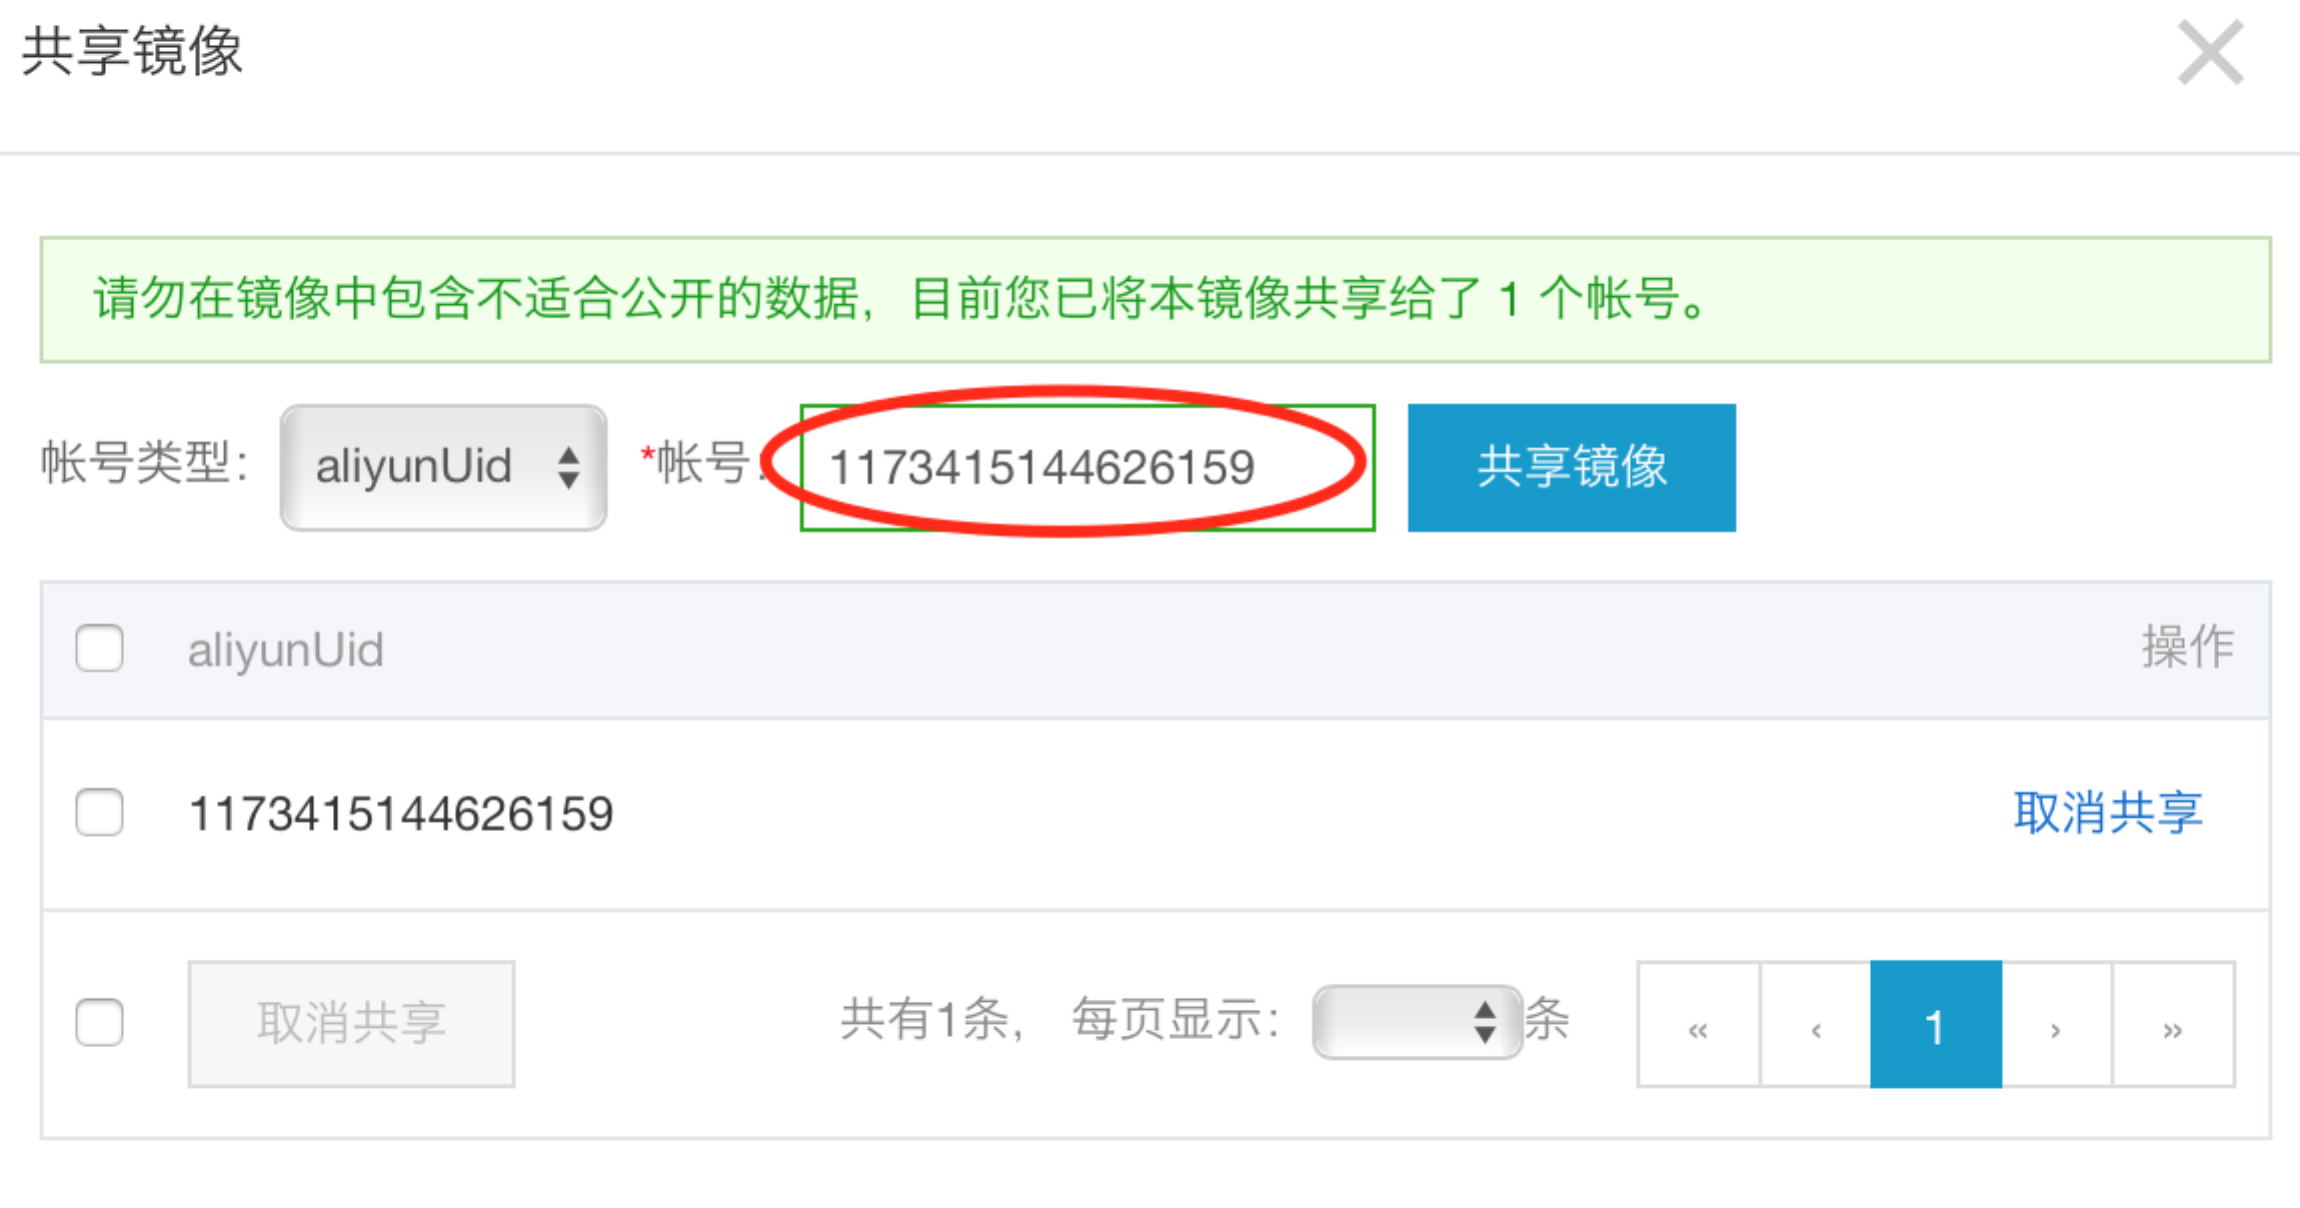 共享镜像
请勿在镜像中包含不适合公开的数据，目前您已将本镜像共享给了 1 个帐号。
帐号类型： aliyunUid *帐号： 1173415144626159 共享镜像
aliyunUid 操作
1173415144626159 取消共享
取消共享 共有1条， 每页显示： 条 « ‹ 1 › »